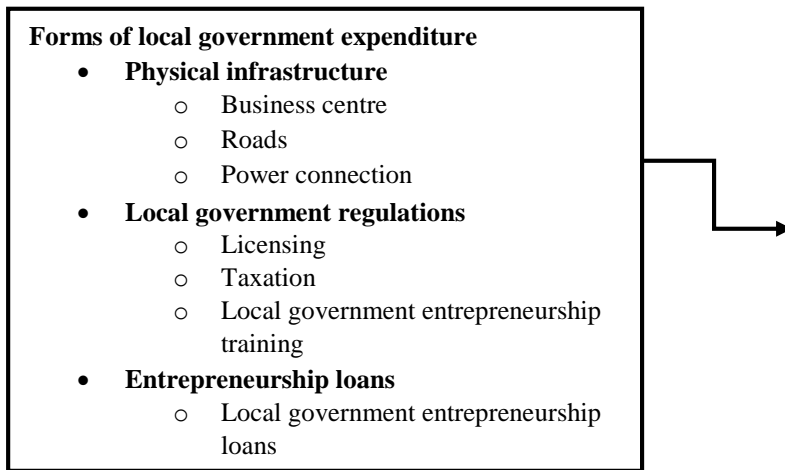 Forms of local government expenditure
• Physical infrastructure
o Business centre
o Roads
o Power connection
• Local government regulations
o Licensing
o Taxation
o Local government entrepreneurship
training
• Entrepreneurship loans
o Local government entrepreneurship
loans